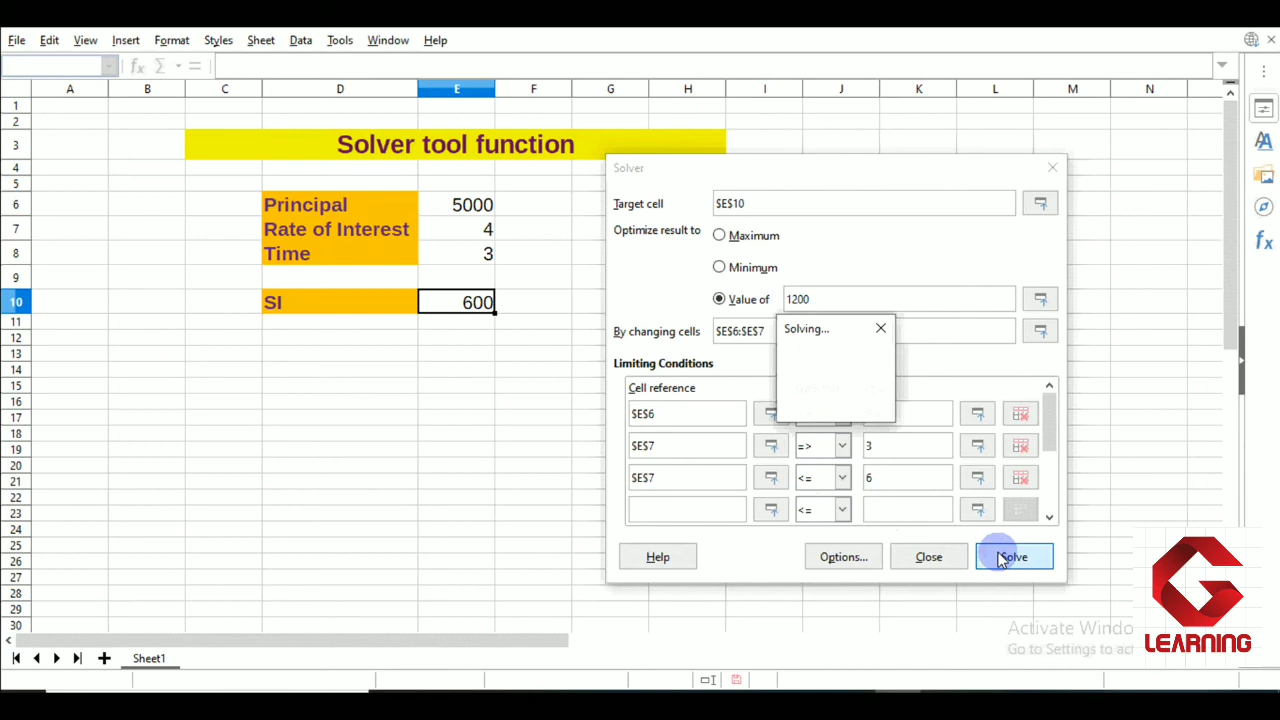 File Edit View Insert Format Styles Sheet Data Tools Window Help
A B C D E F G H I J K L M N
1
2
3 Solver tool function
4
5
6 Principal 5000
7 Rate of Interest 4
8 Time 3
9
10 SI 600
11
12
13
14
15
16
17
18
19
20
21
22
23
24
25
26
27
28
29
30
Solver
Target cell $E$10
Optimize result to Maximum
Minimum
Value of 1200
By changing cells $E$6:$E$7
Solving...
Limiting Conditions
Cell reference
$E$6
$E$7 => 3
$E$7 <= 6
<=
Help Options... Close Solve
Activate Windo
Go to Settings to act
LEARNING
Sheet1